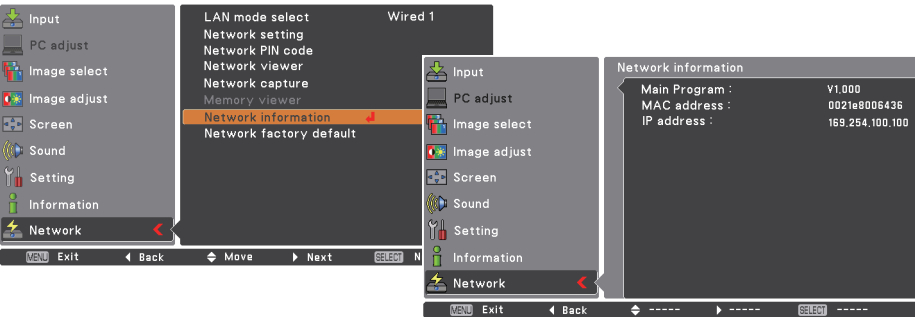 Input
PC adjust
Image select
Image adjust
Screen
Sound
Setting
Information
Network
LAN mode select Wired 1
Network setting
Network PIN code
Network viewer
Network capture
Memory viewer
Network information
Network factory default
MENU Exit Back Move Next SELECT N
Input
PC adjust
Image select
Image adjust
Screen
Sound
Setting
Information
Network
Network information
Main Program : V1,000
MAC address : 0021e8006436
IP address : 169,254,100,100
MENU Exit Back ----- ----- SELECT -----